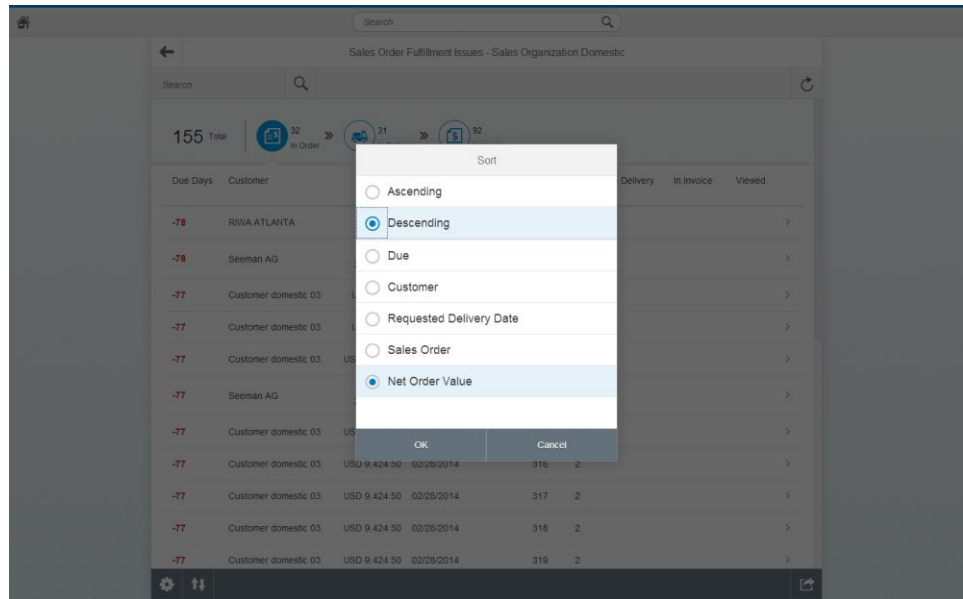 Search
Sales Order Fulfillment Issues - Sales Organization Domestic
Search
155 Total
32
In Order
31
92
Due Days Customer Delivery In Invoice Viewed
Sort
Ascending
Descending
Due
Customer
Requested Delivery Date
Sales Order
Net Order Value
OK Cancel
-78 RIWA ATLANTA
-78 Seeman AG
-77 Customer domestic 03
-77 Customer domestic 03
-77 Customer domestic 03
-77 Seeman AG
-77 Customer domestic 03
-77 Customer domestic 03 USD 9,424.50 02/28/2014 316 2
-77 Customer domestic 03 USD 9,424.50 02/28/2014 317 2
-77 Customer domestic 03 USD 9,424.50 02/28/2014 318 2
-77 Customer domestic 03 USD 9,424.50 02/28/2014 319 2